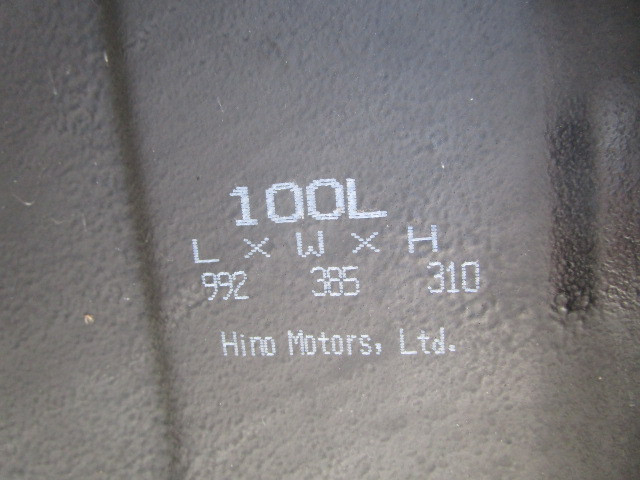 100L
L × W × H
992 385 310
Hino Motors, Ltd.